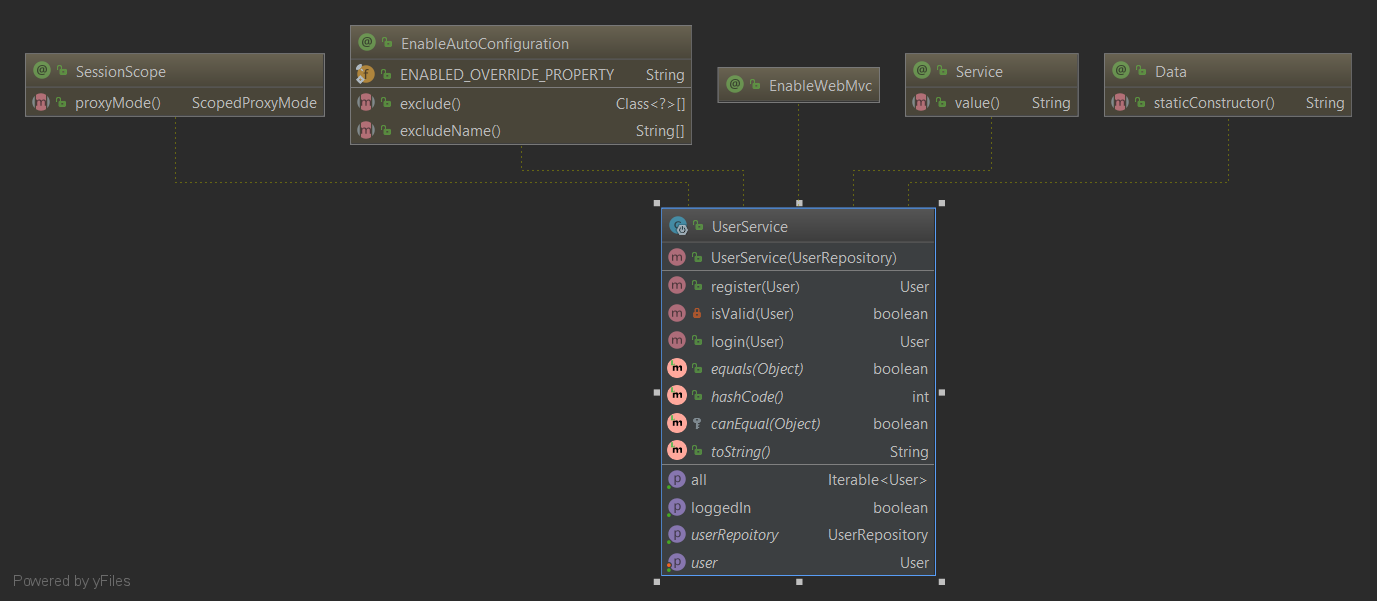 SessionScope
proxyMode() ScopedProxyMode
EnableAutoConfiguration
ENABLED_OVERRIDE_PROPERTY String
exclude() Class<?>[]
excludeName() String[]
EnableWebMvc
Service
value() String
Data
staticConstructor() String
UserService
UserService(UserRepository)
register(User) User
isValid(User) boolean
login(User) User
equals(Object) boolean
hashCode() int
canEqual(Object) boolean
toString() String
all Iterable<User>
loggedIn boolean
userRepoitory UserRepository
user User
Powered by yFiles